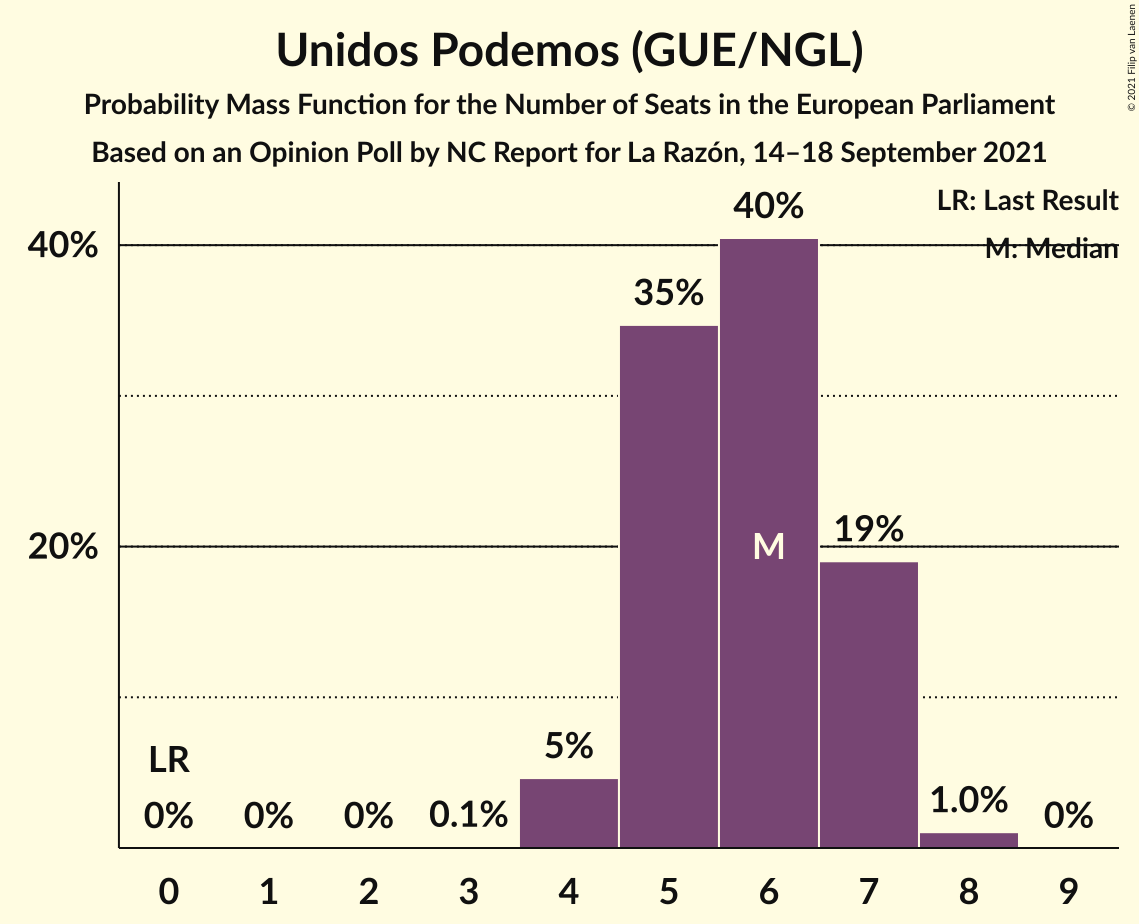 Unidos Podemos (GUE/NGL)
Probability Mass Function for the Number of Seats in the European Parliament
Based on an Opinion Poll by NC Report for La Razón, 14–18 September 2021
© 2021 Filip van Laenen
LR: Last Result
M: Median
40%
20%
LR
0%
0%
0%
0.1%
5%
35%
40%
M
19%
1.0%
0%
0 1 2 3 4 5 6 7 8 9